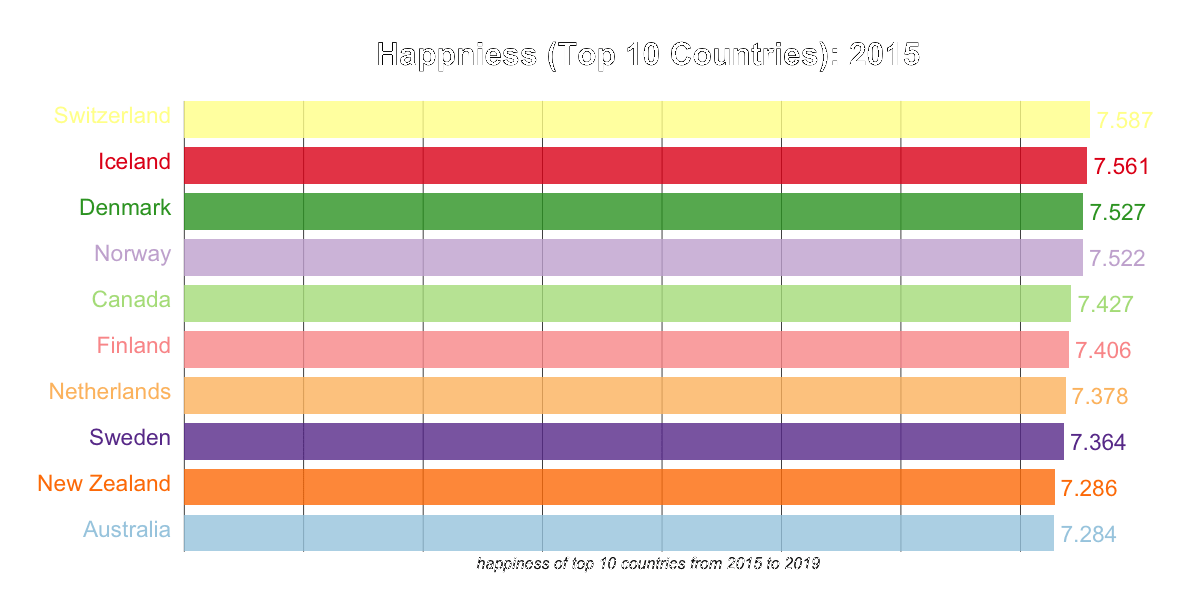 Happniess (Top 10 Countries): 2015
Switzerland 7.587
Iceland 7.561
Denmark 7.527
Norway 7.522
Canada 7.427
Finland 7.406
Netherlands 7.378
Sweden 7.364
New Zealand 7.286
Australia 7.284
happiness of top 10 countries from 2015 to 2019